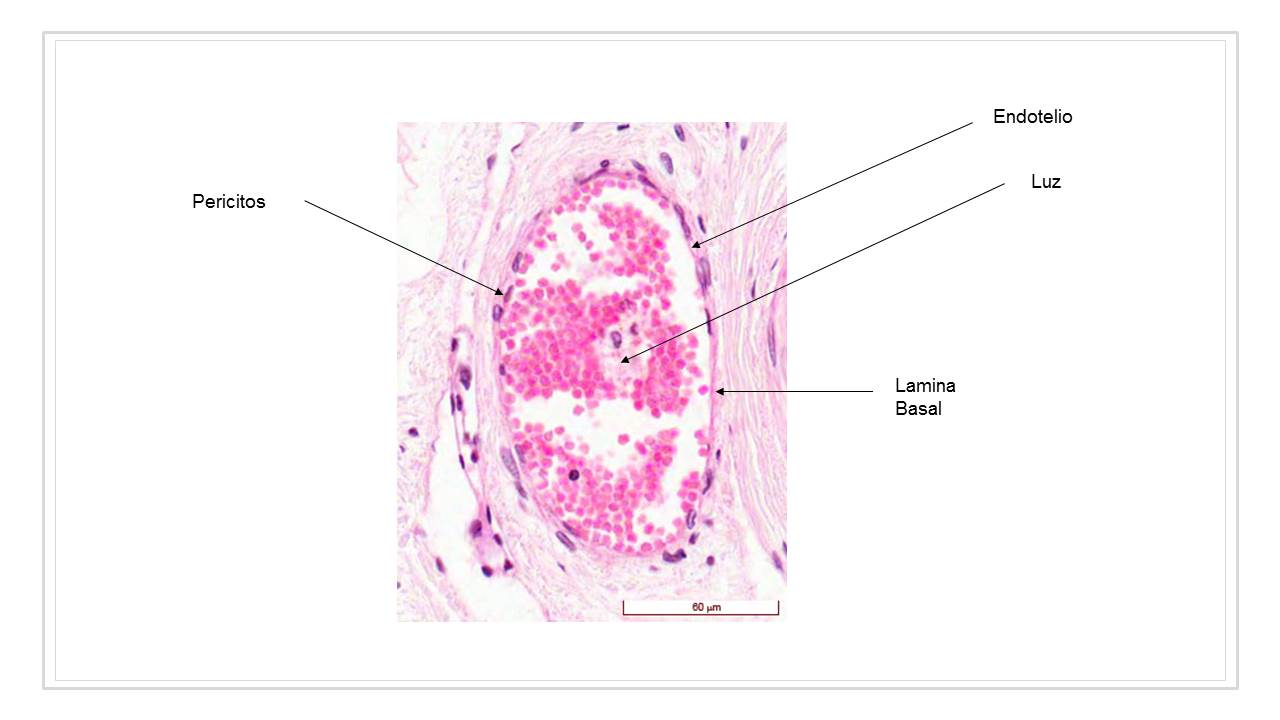 Endotelio
Luz
Pericitos
Lamina
Basal
60 µm